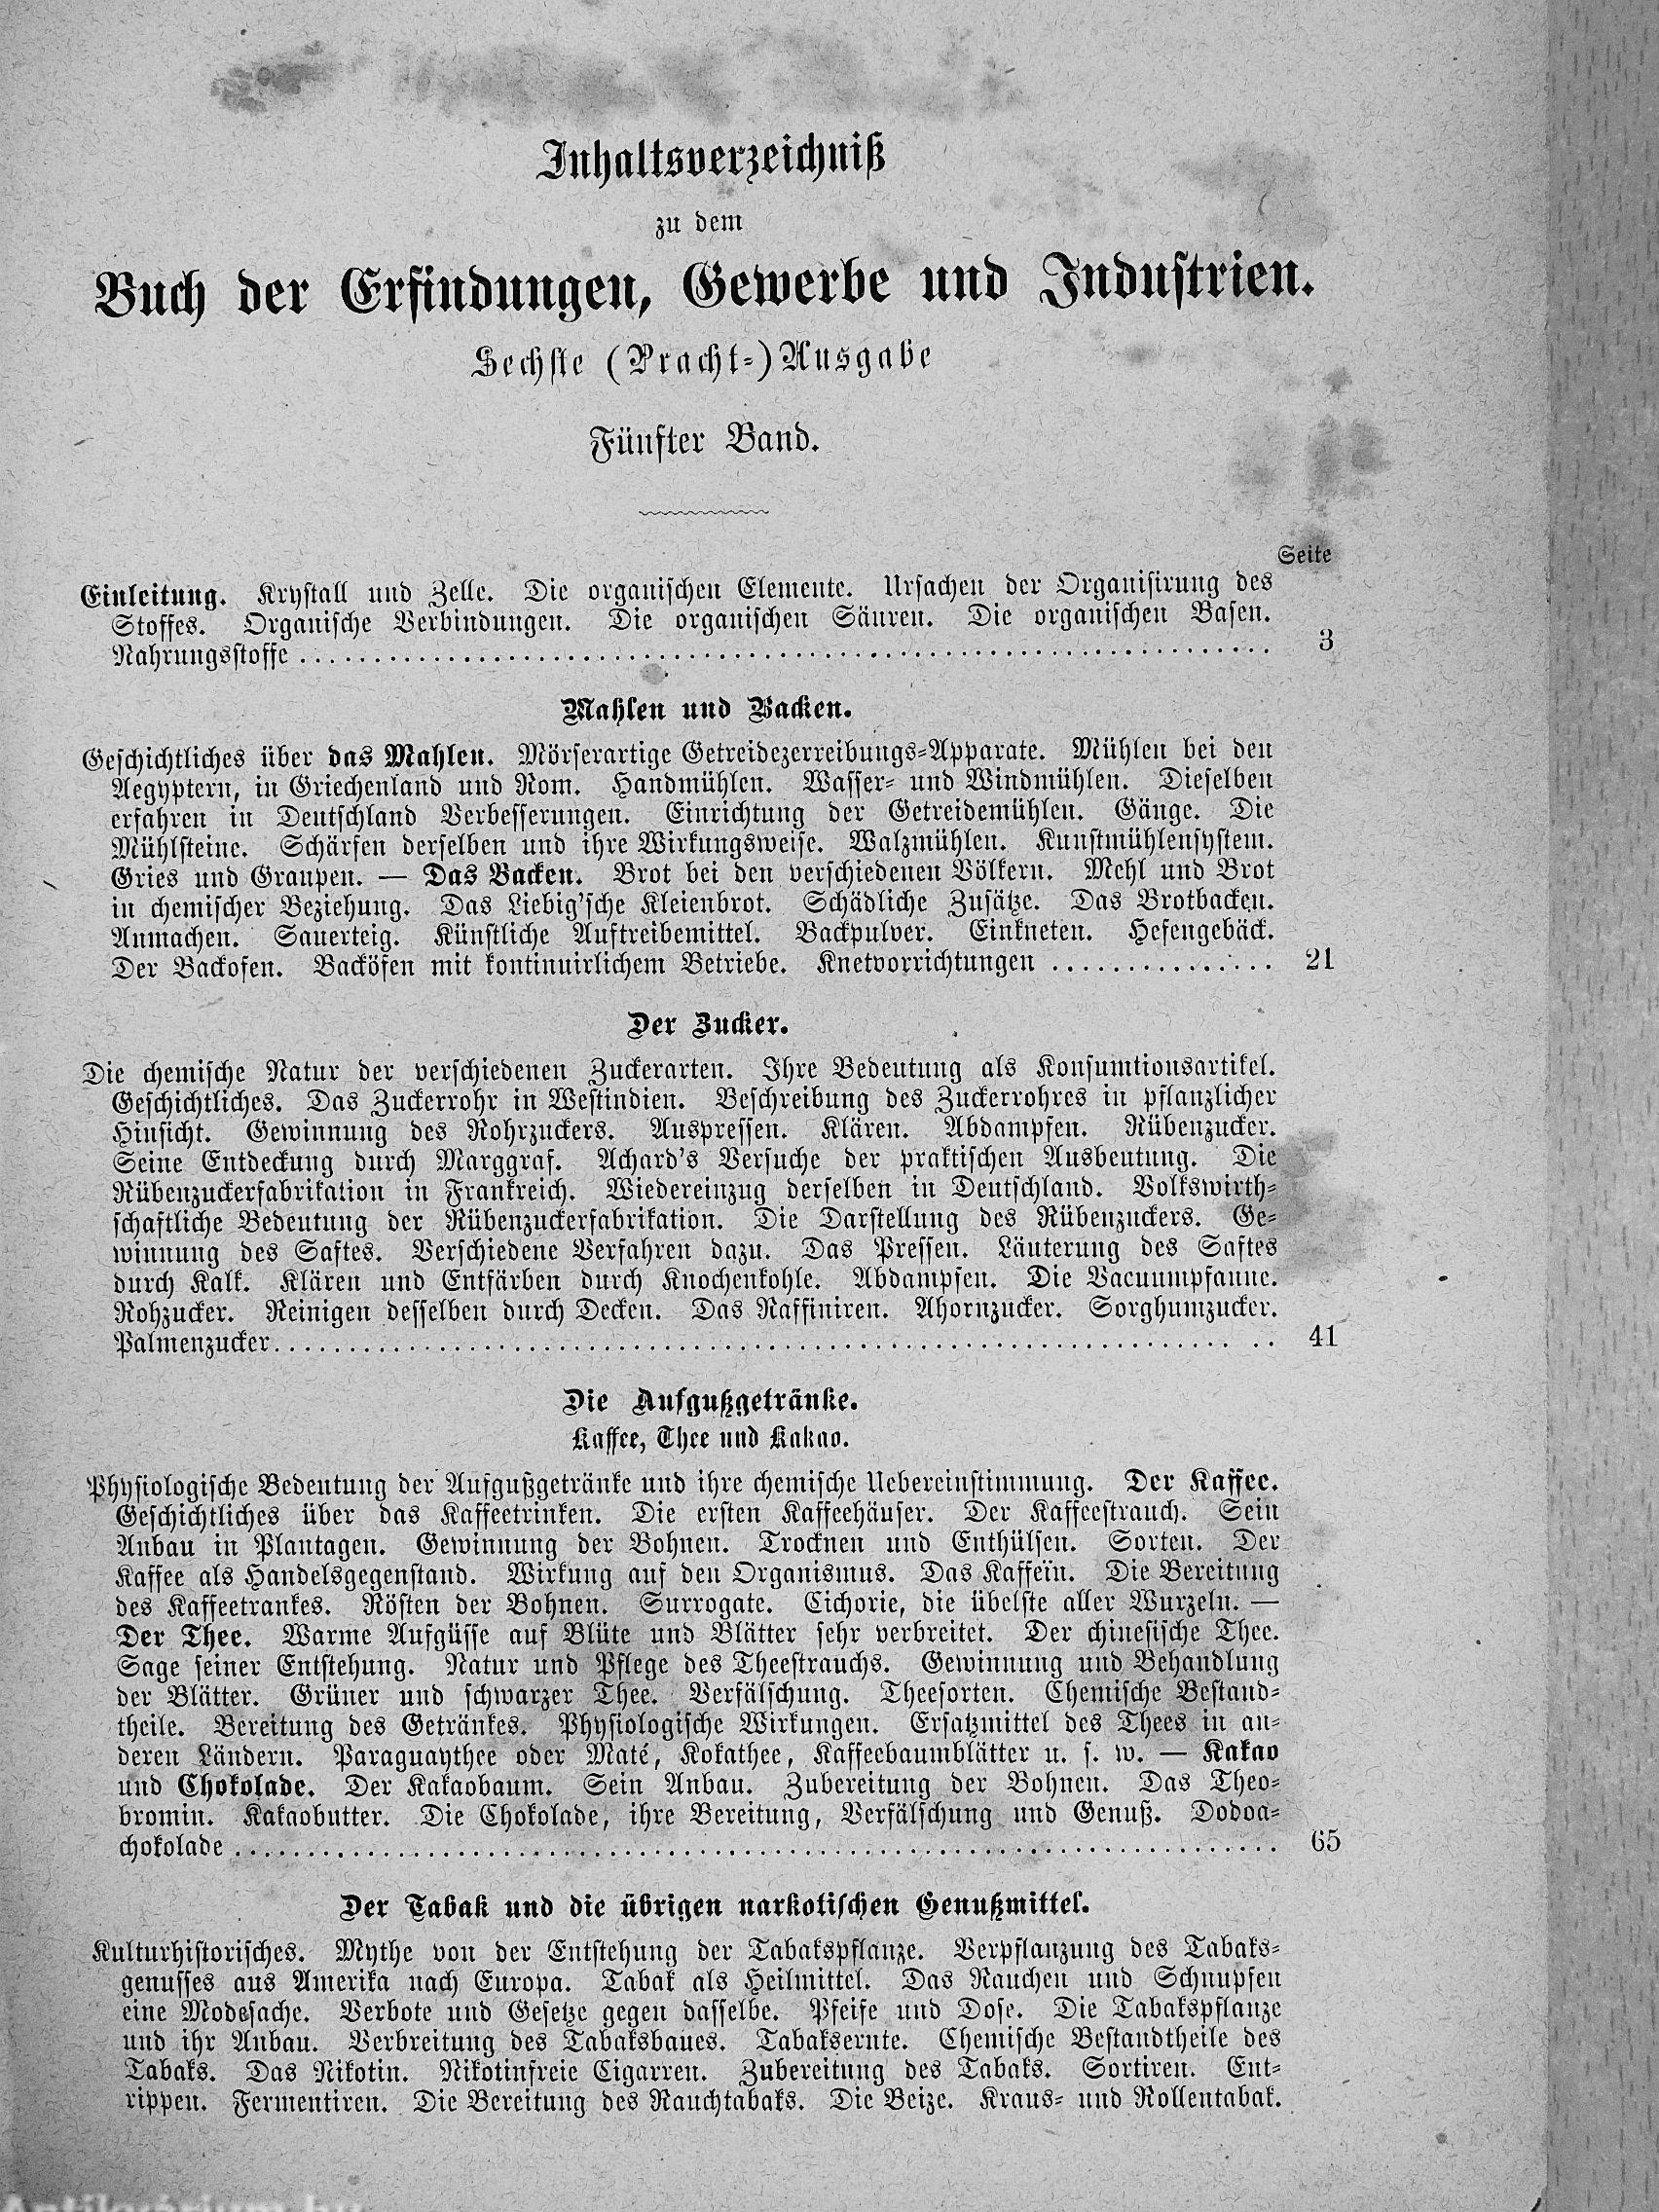 Inhaltsverzeichniß
zu dem
Buch der Erfindungen, Gewerbe und Industrien.
Sechste (Pracht-) Ausgabe
Fünfter Band.
Seite
Einleitung. Krystall und Zelle. Die organischen Elemente. Ursachen der Organisirung des
Stoffes. Organische Verbindungen. Die organischen Säuren. Die organischen Basen.
Nahrungsstoffe . . . . . . . . . . . . . . . . . . . . 3
Mahlen und Backen.
Geschichtliches über das Mahlen. Mörserartige Getreidezerreibungs-Apparate. Mühlen bei den
Aegyptern, in Griechenland und Rom. Handmühlen. Wasser- und Windmühlen. Dieselben
erfahren in Deutschland Verbesserungen. Einrichtung der Getreidemühlen. Gänge. Die
Mühlsteine. Schärfen derselben und ihre Wirkungsweise. Walzmühlen. Kunstmühlensystem.
Gries und Graupen. — Das Backen. Brot bei den verschiedenen Völkern. Mehl und Brot
in chemischer Beziehung. Das Liebig'sche Kleienbrot. Schädliche Zusätze. Das Brotbacken.
Anmachen. Sauerteig. Künstliche Auftreibemittel. Backpulver. Einkneten. Hefengebäck.
Der Backofen. Backöfen mit kontinuirlichem Betriebe. Knetvorrichtungen . . . . . . . . . . . . . . . 21
Der Zucker.
Die chemische Natur der verschiedenen Zuckerarten. Ihre Bedeutung als Konsumtionsartikel.
Geschichtliches. Das Zuckerrohr in Westindien. Beschreibung des Zuckerrohres in pflanzlicher
Hinsicht. Gewinnung des Rohrzuckers. Auspressen. Klären. Abdampfen. Rübenzucker.
Seine Entdeckung durch Marggraf. Achard's Versuche der praktischen Ausbeutung. Die
Rübenzuckerfabrikation in Frankreich. Wiedereinzug derselben in Deutschland. Volkswirth-
schaftliche Bedeutung der Rübenzuckerfabrikation. Die Darstellung des Rübenzuckers. Ge-
winnung des Saftes. Verschiedene Verfahren dazu. Das Pressen. Läuterung des Saftes
durch Kalk. Klären und Entfärben durch Knochenkohle. Abdampfen. Die Vacuumpfanne.
Rohzucker. Reinigen desselben durch Decken. Das Raffiniren. Ahornzucker. Sorghumzucker.
Palmenzucker . . . . . . . . . . . . . . . . . . . . 41
Die Aufgußgetränke.
Kaffee, Thee und Kakao.
Physiologische Bedeutung der Aufgußgetränke und ihre chemische Uebereinstimmung. Der Kaffee.
Geschichtliches über das Kaffeetrinken. Die ersten Kaffeehäuser. Der Kaffeestrauch. Sein
Anbau in Plantagen. Gewinnung der Bohnen. Trocknen und Enthülsen. Sorten. Der
Kaffee als Handelsgegenstand. Wirkung auf den Organismus. Das Kaffeïn. Die Bereitung
des Kaffeetrankes. Rösten der Bohnen. Surrogate. Cichorie, die übelste aller Wurzeln. —
Der Thee. Warme Aufgüsse auf Blüte und Blätter sehr verbreitet. Der chinesische Thee.
Sage seiner Entstehung. Natur und Pflege des Theestrauchs. Gewinnung und Behandlung
der Blätter. Grüner und schwarzer Thee. Verfälschung. Theesorten. Chemische Bestand-
theile. Bereitung des Getränkes. Physiologische Wirkungen. Ersatzmittel des Thees in an-
deren Ländern. Paraguaythee oder Maté, Kokathee, Kaffeebaumblätter u. s. w. — Kakao
und Chokolade. Der Kakaobaum. Sein Anbau. Zubereitung der Bohnen. Das Theo-
bromin. Kakaobutter. Die Chokolade, ihre Bereitung, Verfälschung und Genuß. Dodoa-
chokolade . . . . . . . . . . . . . . . . . . . . 65
Der Tabak und die übrigen narkotischen Genußmittel.
Kulturhistorisches. Mythe von der Entstehung der Tabakspflanze. Verpflanzung des Tabaks-
genusses aus Amerika nach Europa. Tabak als Heilmittel. Das Rauchen und Schnupfen
eine Modesache. Verbote und Gesetze gegen dasselbe. Pfeife und Dose. Die Tabakspflanze
und ihr Anbau. Verbreitung des Tabaksbaues. Tabaksernte. Chemische Bestandtheile des
Tabaks. Das Nikotin. Nikotinfreie Cigarren. Zubereitung des Tabaks. Sortiren. Ent-
rippen. Fermentiren. Die Bereitung des Rauchtabaks. Die Beize. Kraus- und Rollentabak.